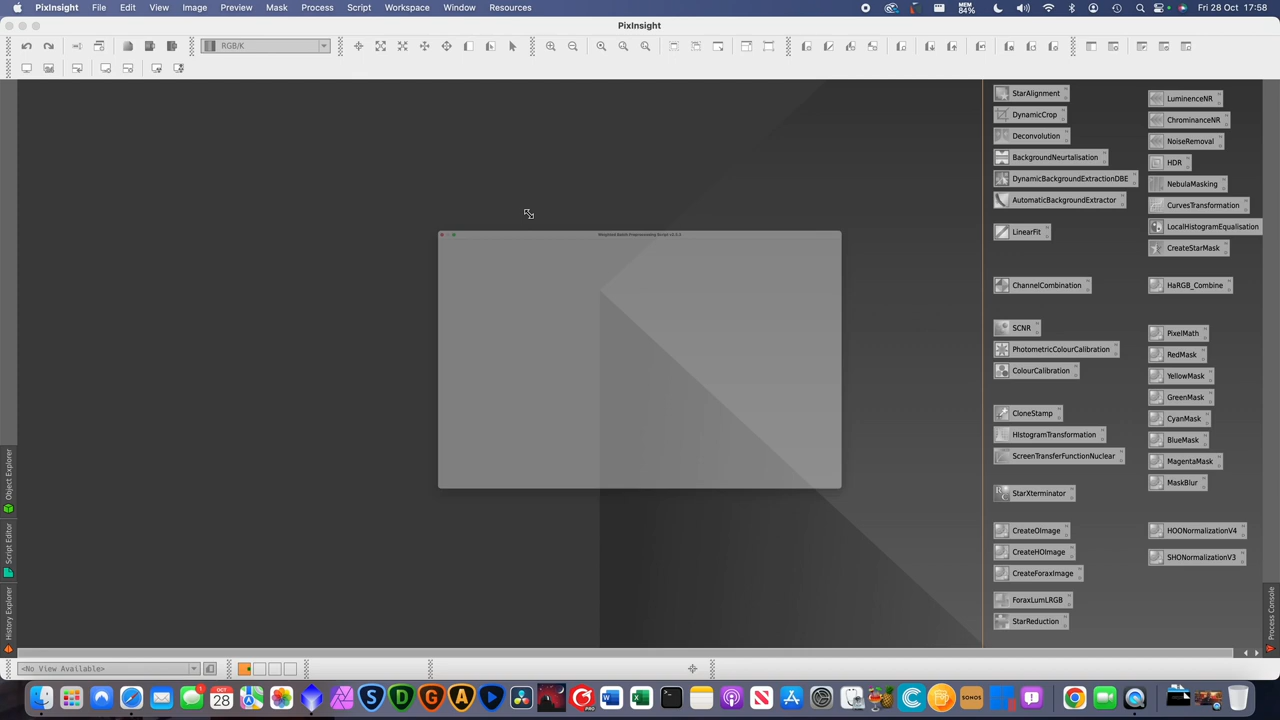 PixInsight File Edit View Image Preview Mask Process Script Workspace Window Resources MEM 84% Fri 28 Oct 17:58
PixInsight
RGB/K
StarAlignment
DynamicCrop
Deconvolution
BackgroundNeurtalisation
DynamicBackgroundExtractionDBE
AutomaticBackgroundExtractor
LinearFit
ChannelCombination
SCNR
PhotometricColourCalibration
ColourCalibration
CloneStamp
HIstogramTransformation
ScreenTransferFunctionNuclear
StarXterminator
CreateOImage
CreateHOImage
CreateForaxImage
ForaxLumLRGB
StarReduction
LuminenceNR
ChrominanceNR
NoiseRemoval
HDR
NebulaMasking
CurvesTransformation
LocalHistogramEqualisation
CreateStarMask
HaRGB_Combine
PixelMath
RedMask
YellowMask
GreenMask
CyanMask
BlueMask
MagentaMask
MaskBlur
HOONormalizationV4
SHONormalizationV3
Object Explorer
Script Editor
History Explorer
Process Console
<No View Available>